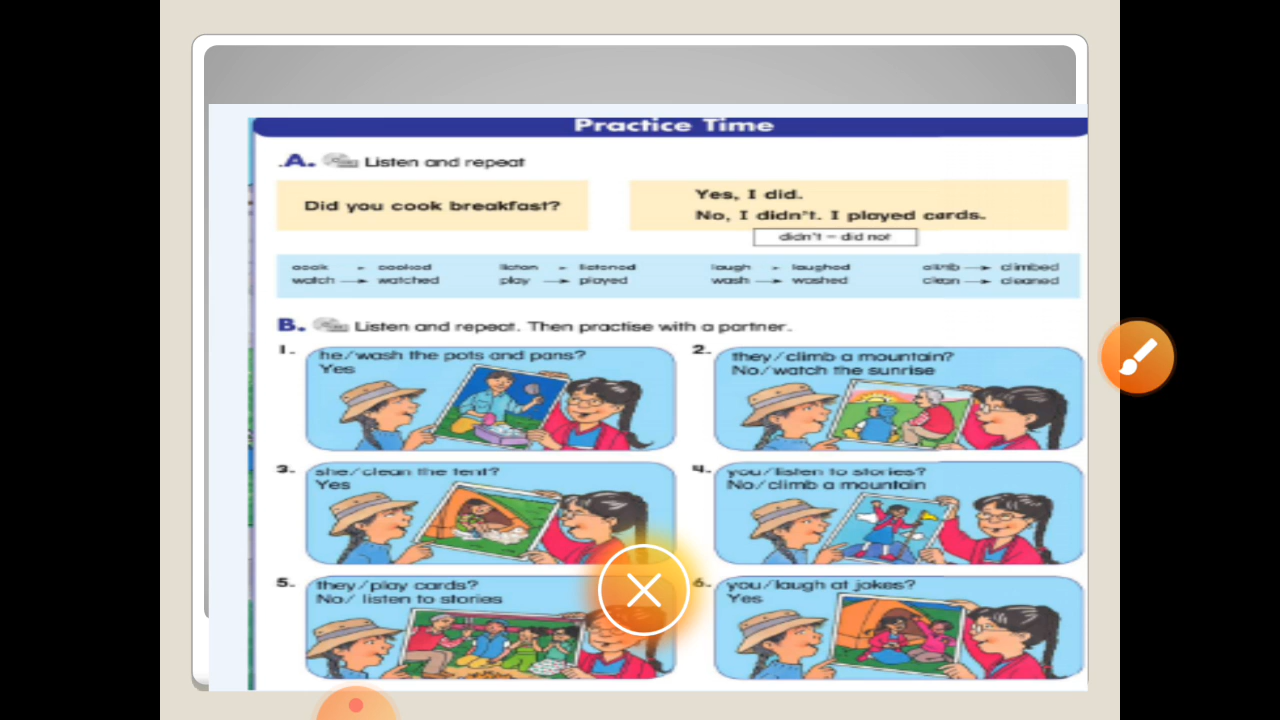 Practice Time
.A. Listen and repeat
Did you cook breakfast?
Yes, I did.
No, I didn't. I played cards.
didn't = did not
cook → cooked listen → listened laugh → laughed climb → climbed
watch → watched play → played wash → washed clean → cleaned
B. Listen and repeat. Then practise with a partner.
1. he/wash the pots and pans?
Yes
2. they/climb a mountain?
No/watch the sunrise
3. she/clean the tent?
Yes
4. you/listen to stories?
No/climb a mountain
5. they/play cards?
No/ listen to stories
6. you/laugh at jokes?
Yes